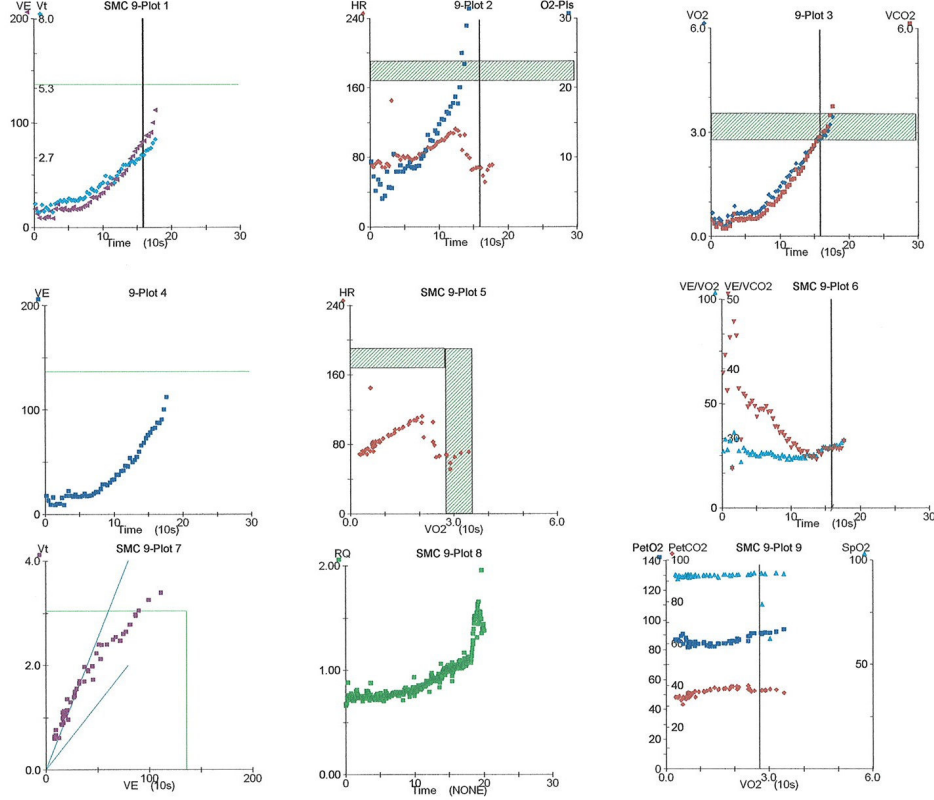 VE Vt SMC 9-Plot 1
200 8.0
5.3
100
2.7
0
0 10 20 30
Time (10s)
HR 9-Plot 2 O2-Pls
240 30
160 20
80 10
0 0
0 10 20 30
Time (10s)
VO2 9-Plot 3 VCO2
6.0 6.0
3.0 3.0
0.0 0.0
0 10 20 30
Time (10s)
VE 9-Plot 4
200
100
0
0 10 20 30
Time (10s)
HR SMC 9-Plot 5
240
160
80
0
0.0 3.0 6.0
VO2 (10s)
VE/VO2 VE/VCO2 SMC 9-Plot 6
100 50
40
50
30
0
0 10 20 30
Time (10s)
Vt SMC 9-Plot 7
4.0
2.0
0.0
0 100 200
VE (10s)
RQ SMC 9-Plot 8
2.00
1.00
0.00
0 10 20 30
Time (NONE)
PetO2 PetCO2 SMC 9-Plot 9 SpO2
140 100 100
120
100 80
80 60
60 40 50
40
20 20
0
0.0 3.0 6.0
VO2 (10s)